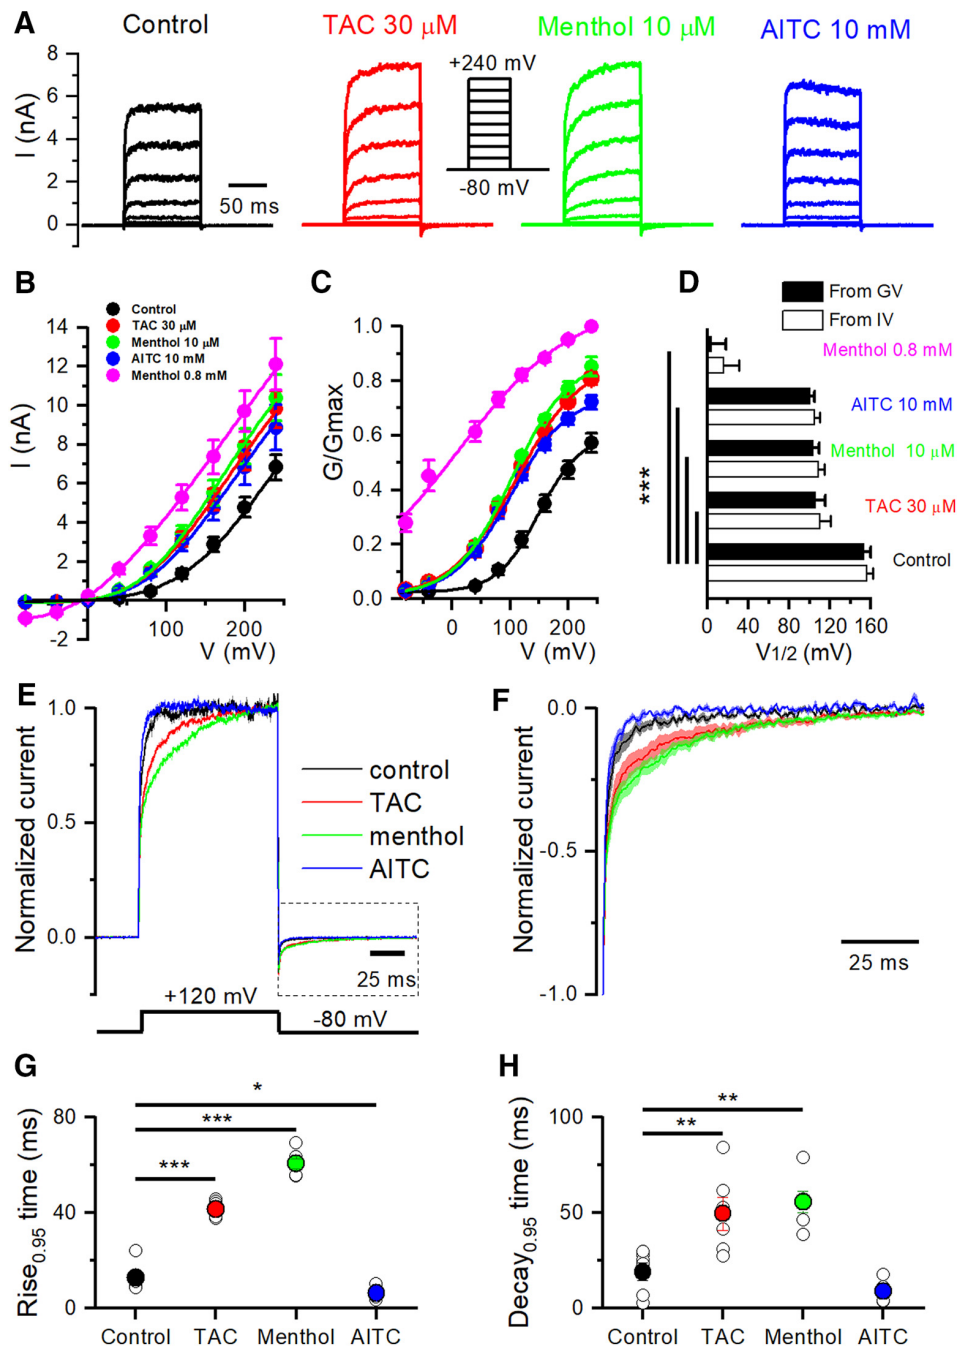 A
Control
TAC 30 μM
Menthol 10 μM
AITC 10 mM
I (nA)
8
6
4
2
0
50 ms
+240 mV
-80 mV
B
Control
TAC 30 μM
Menthol 10 μM
AITC 10 mM
Menthol 0.8 mM
I (nA)
14
12
10
8
6
4
2
-2
100
200
V (mV)
C
G/Gmax
1.0
0.8
0.6
0.4
0.2
0.0
0
100
200
V (mV)
D
From GV
From IV
Menthol 0.8 mM
AITC 10 mM
Menthol 10 μM
TAC 30 μM
Control
***
0
40
80
120
160
V1/2 (mV)
E
Normalized current
1.0
0.5
0.0
control
TAC
menthol
AITC
25 ms
+120 mV
-80 mV
F
Normalized current
0.0
-0.5
-1.0
25 ms
G
Rise0.95 time (ms)
80
40
0
*
***
***
Control
TAC
Menthol
AITC
H
Decay0.95 time (ms)
100
50
0
**
**
Control
TAC
Menthol
AITC